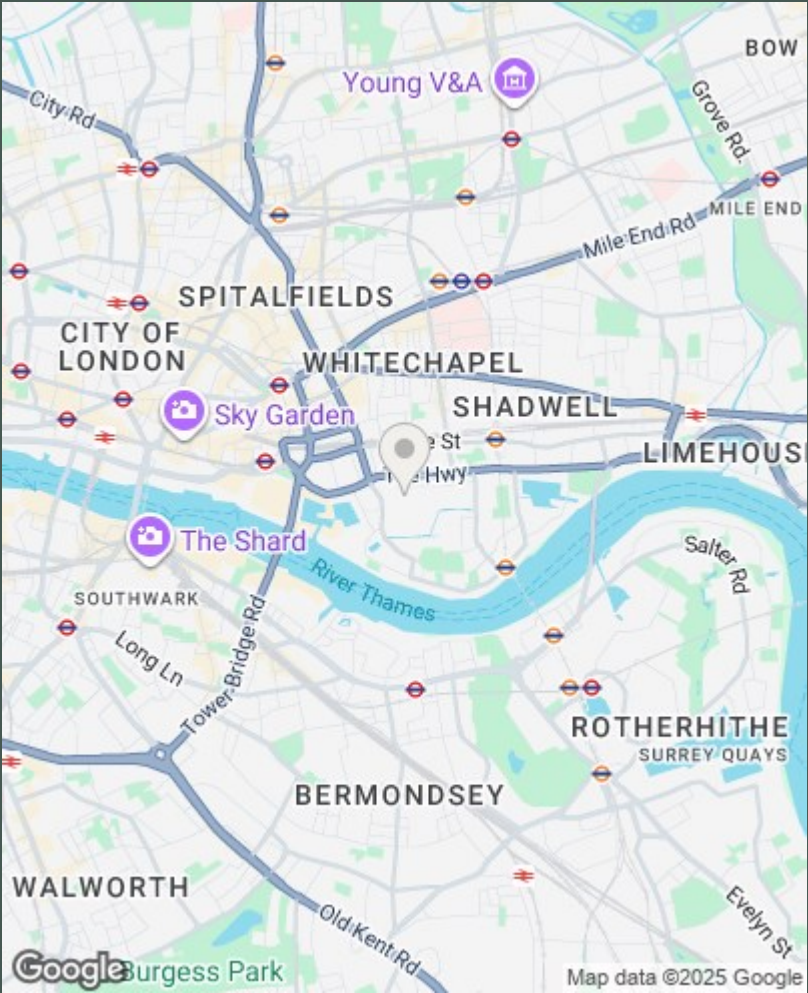 BOW
Young V&A
City Rd
Grove Rd.
MILE END
Mile End Rd
SPITALFIELDS
CITY OF
LONDON
WHITECHAPEL
Sky Garden
SHADWELL
e St
Hwy
LIMEHOUS
The Shard
River Thames
Salter Rd
SOUTHWARK
Long Ln
Tower Bridge Rd
ROTHERHITHE
SURREY QUAYS
BERMONDSEY
WALWORTH
Old Kent Rd
Evelyn St
Google
Burgess Park
Map data ©2025 Google